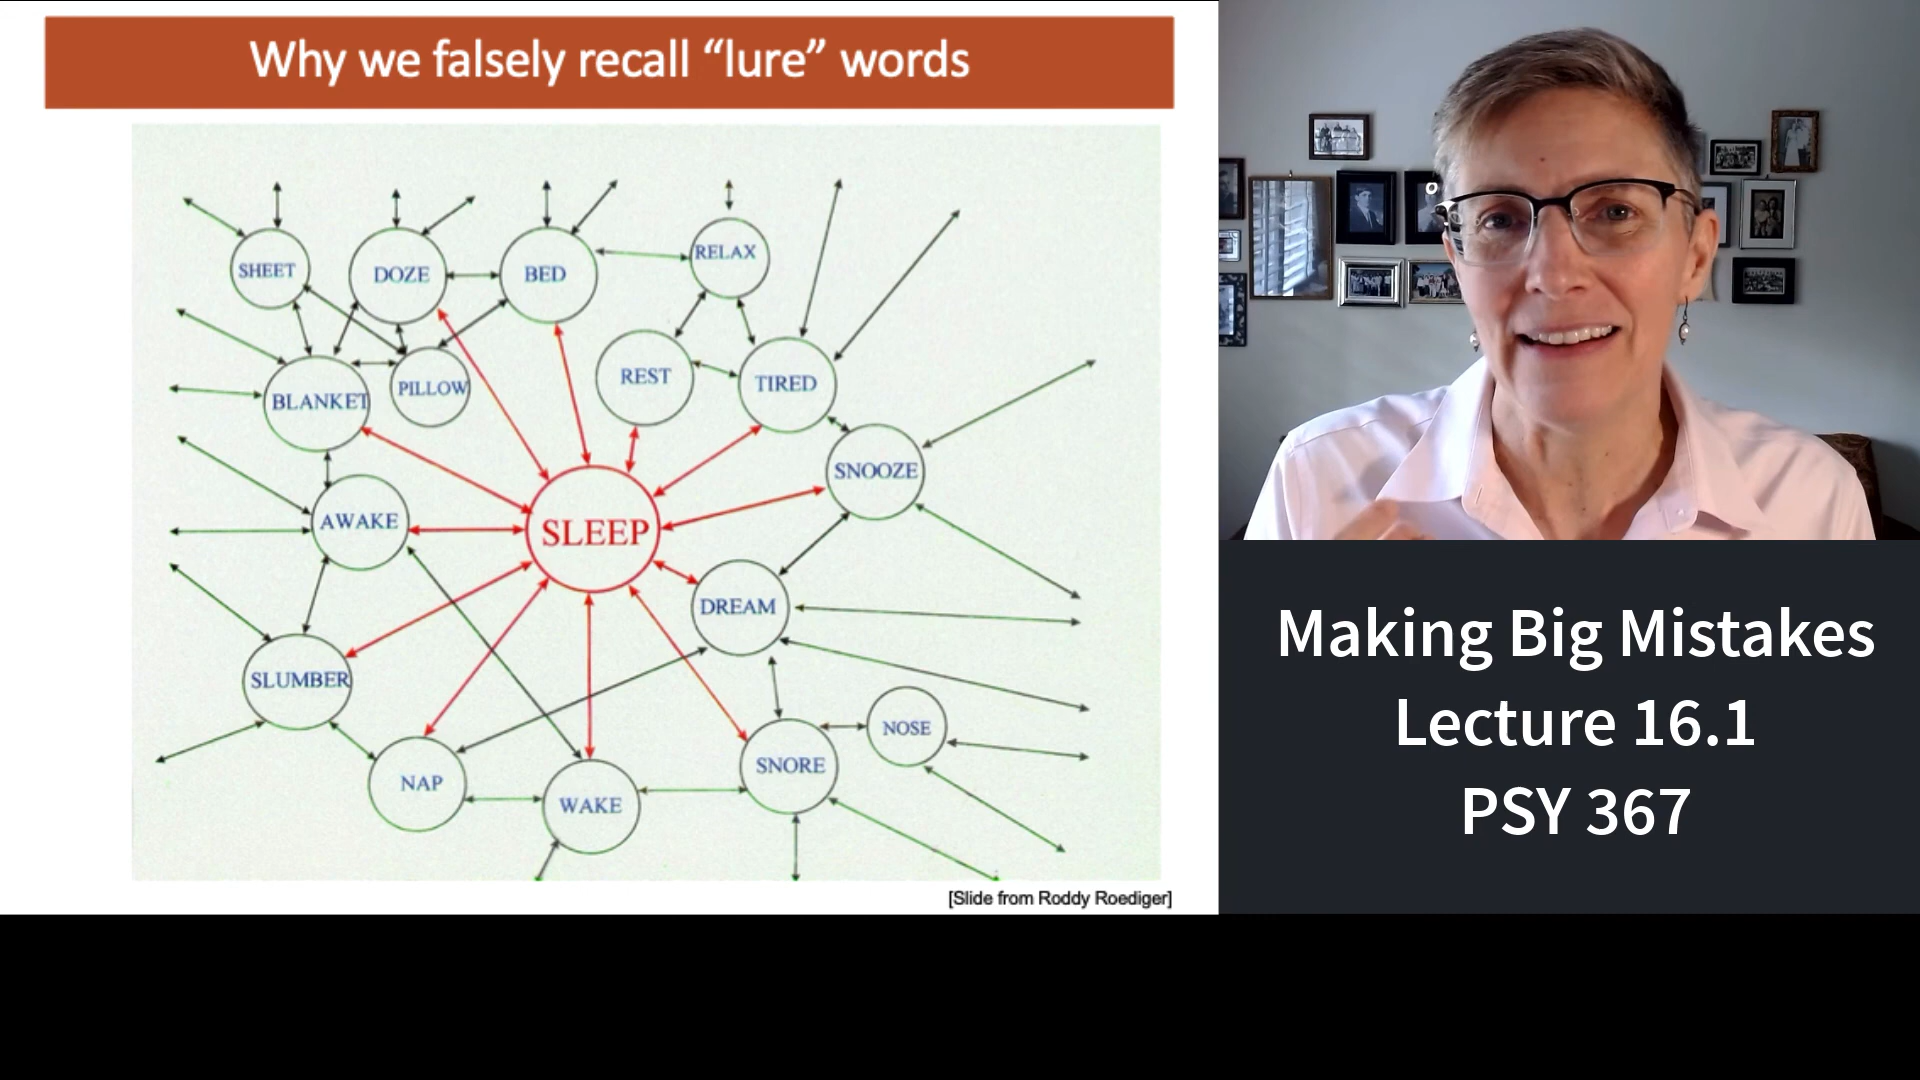 Why we falsely recall “lure” words
SHEET
DOZE
BED
RELAX
BLANKET
PILLOW
REST
TIRED
SNOOZE
AWAKE
SLEEP
DREAM
SLUMBER
NAP
WAKE
SNORE
NOSE
[Slide from Roddy Roediger]
Making Big Mistakes
Lecture 16.1
PSY 367